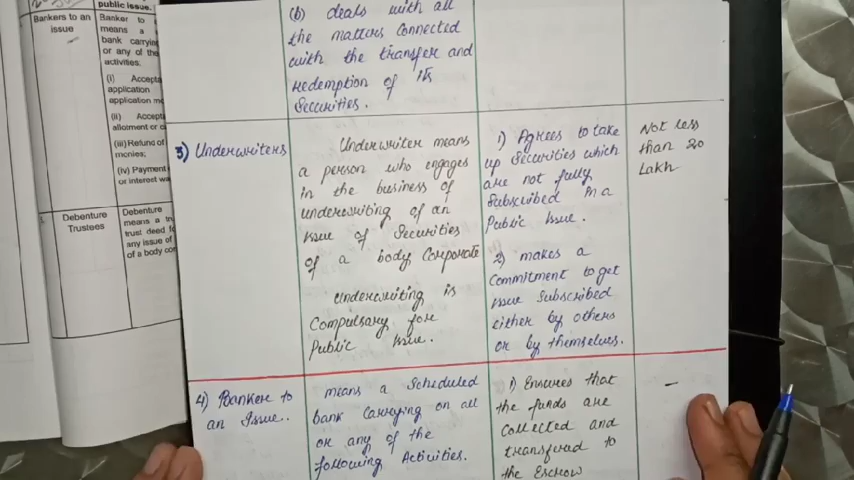 public issue.
Bankers to an
issue
Banker to
means a
bank carrying
or any of the
activities:
(i) Accepta
application
application mo
(ii) Accept
allotment or c
(iii) Refund of
monies;
(iv) Payment
or interest wa
Debenture
Trustees
Debenture
means a tru
trust deed fo
any issue of
of a body cor
(b) deals with all
the matters Connected
with the transfer and
redemption of its
Securities.
3) Underwriters
Underwriter means
a person who engages
in the business of
underwriting of an
issue of Securities
of a body Corporate
Underwriting is
Compulsary for
Public issue.
1) Agrees to take
up Securities which
are not fully
Subscribed in a
Public Issue.
2) makes a
Commitment to get
issue Subscribed
either by others
or by themselves.
Not less
than 20
Lakh
4) Banker to
an Issue.
means a Scheduled
bank Carrying on all
or any of the
following Activities.
1) Ensures that
the funds are
Collected and
transferred to
the Escrow
-